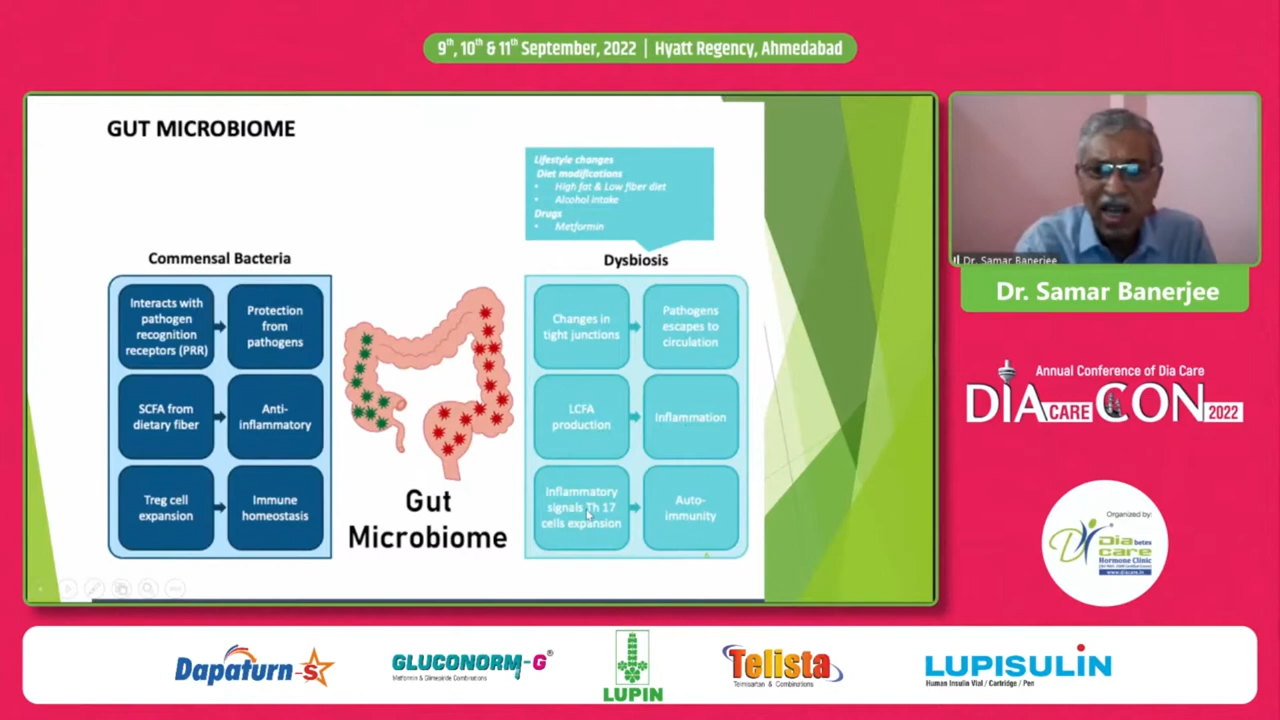 9th, 10th & 11th September, 2022 | Hyatt Regency, Ahmedabad
GUT MICROBIOME
Lifestyle changes
Diet modifications
• High fat & Low fiber diet
• Alcohol intake
Drugs
• Metformin
Commensal Bacteria
Interacts with
pathogen
recognition
receptors (PRR)
Protection
from
pathogens
SCFA from
dietary fiber
Anti-
inflammatory
Treg cell
expansion
Immune
homeostasis
Gut
Microbiome
Dysbiosis
Changes in
tight junctions
Pathogens
escapes to
circulation
LCFA
production
Inflammation
Inflammatory
signals Th 17
cells expansion
Auto-
immunity
Dr. Samar Banerjee
Dr. Samar Banerjee
Annual Conference of Dia Care
DIA CARE CON 2022
Organized by:
Diabetes
care
Hormone Clinic
www.diacare.in
Dapaturn-S
GLUCONORM-G®
Metformin & Glimepiride Combinations
LUPIN
Telista
Telmisartan & Combinations
LUPISULIN
Human Insulin Vial / Cartridge / Pen